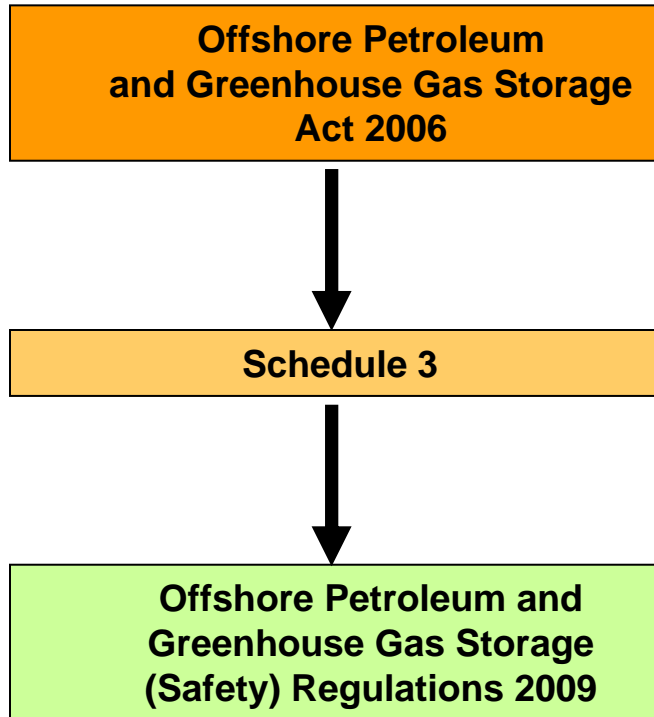 Offshore Petroleum
and Greenhouse Gas Storage
Act 2006
Schedule 3
Offshore Petroleum and
Greenhouse Gas Storage
(Safety) Regulations 2009